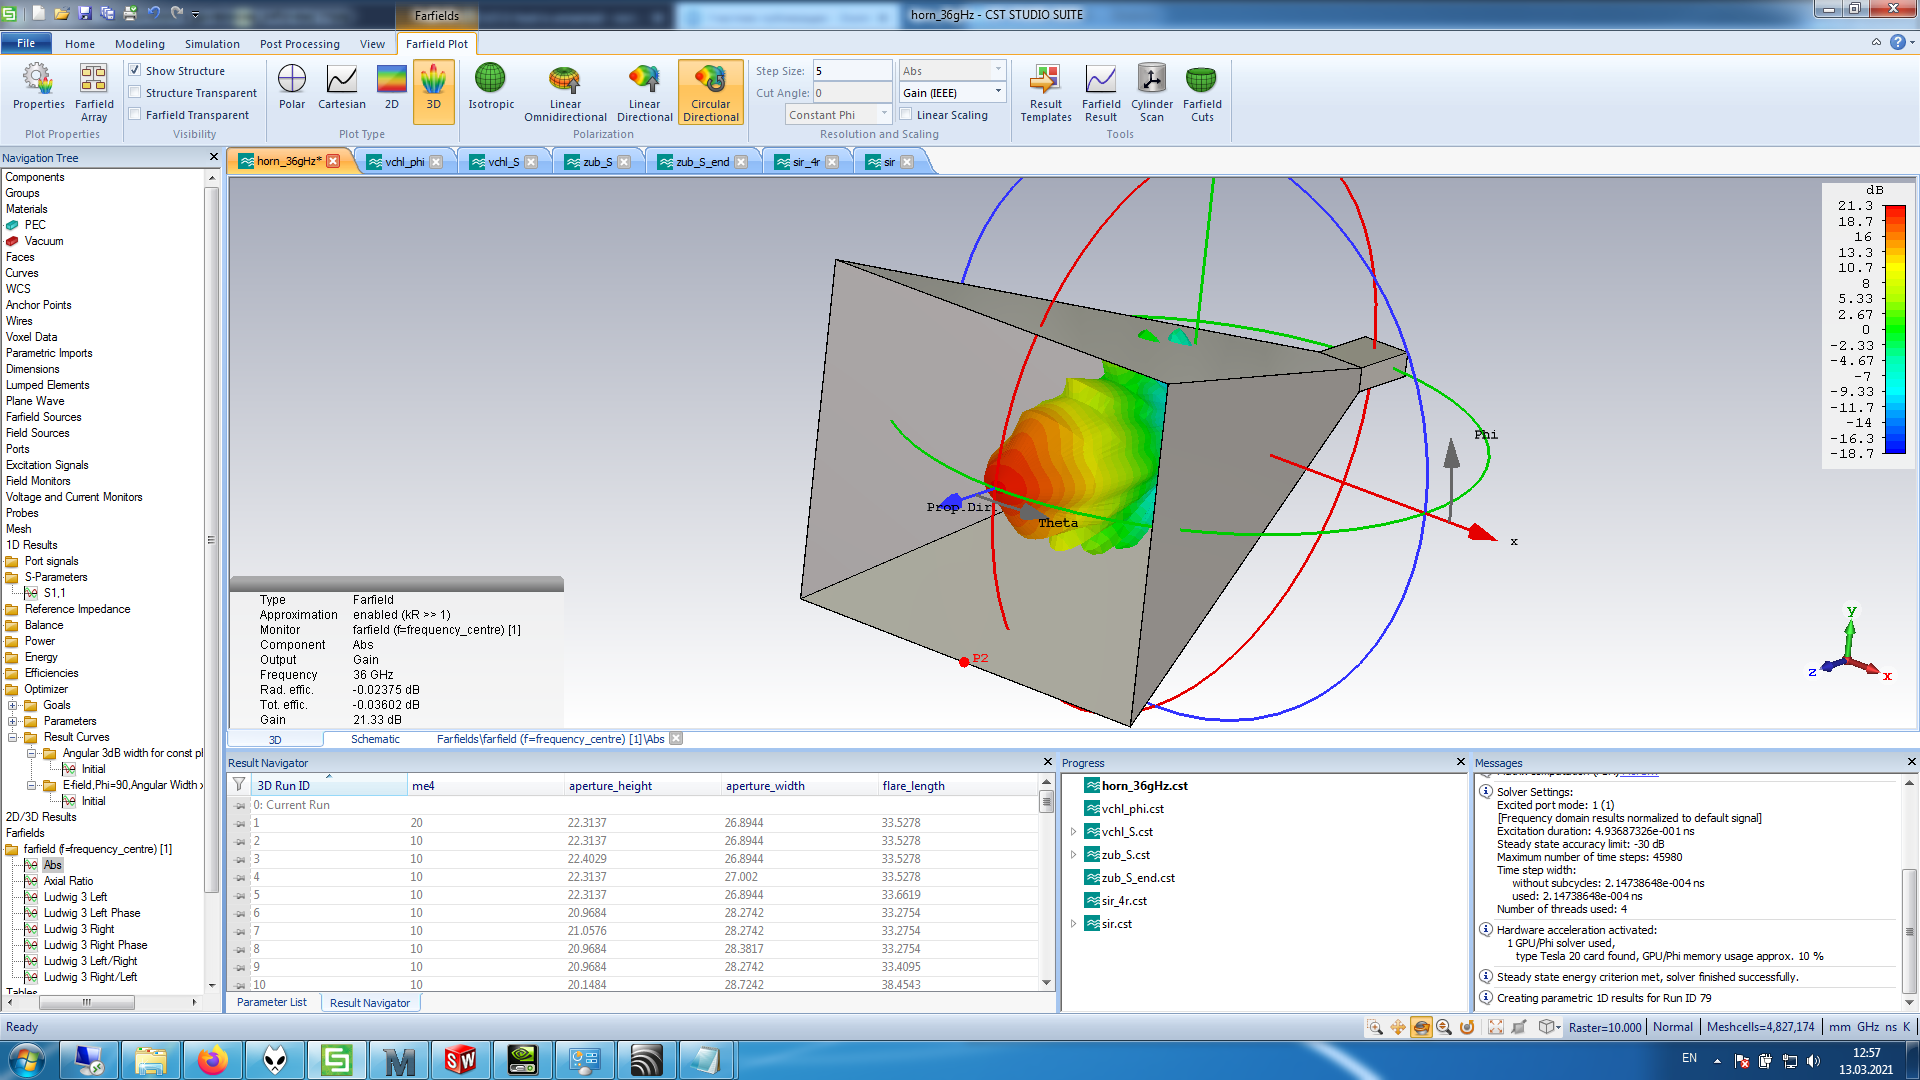 Farfields
horn_36gHz - CST STUDIO SUITE
File
Home
Modeling
Simulation
Post Processing
View
Farfield Plot
Properties
Farfield Array
Plot Properties
Show Structure
Structure Transparent
Farfield Transparent
Visibility
Polar
Cartesian
2D
3D
Plot Type
Isotropic
Linear Omnidirectional
Linear Directional
Circular Directional
Polarization
Step Size: 5
Cut Angle: 0
Constant Phi
Abs
Gain (IEEE)
Linear Scaling
Resolution and Scaling
Result Templates
Farfield Result
Cylinder Scan
Farfield Cuts
Tools
Navigation Tree
Components
Groups
Materials
PEC
Vacuum
Faces
Curves
WCS
Anchor Points
Wires
Voxel Data
Parametric Imports
Dimensions
Lumped Elements
Plane Wave
Farfield Sources
Field Sources
Ports
Excitation Signals
Field Monitors
Voltage and Current Monitors
Probes
Mesh
1D Results
Port signals
S-Parameters
S1,1
Reference Impedance
Balance
Power
Energy
Efficiencies
Optimizer
Goals
Parameters
Result Curves
Angular 3dB width for const pl
Initial
E-field,Phi=90,Angular Width
Initial
2D/3D Results
Farfields
farfield (f=frequency_centre) [1]
Abs
Axial Ratio
Ludwig 3 Left
Ludwig 3 Left Phase
Ludwig 3 Right
Ludwig 3 Right Phase
Ludwig 3 Left/Right
Ludwig 3 Right/Left
Tables
horn_36gHz*
vchl_phi
vchl_S
zub_S
zub_S_end
sir_4r
sir
dB
21.3
18.7
16
13.3
10.7
8
5.33
2.67
0
-2.33
-4.67
-7
-9.33
-11.7
-14
-16.3
-18.7
Phi
Prop.Dir
Theta
x
P2
y
z
x
Type Farfield
Approximation enabled (kR >> 1)
Monitor farfield (f=frequency_centre) [1]
Component Abs
Output Gain
Frequency 36 GHz
Rad. effic. -0.02375 dB
Tot. effic. -0.03602 dB
Gain 21.33 dB
3D
Schematic
Farfields\farfield (f=frequency_centre) [1]\Abs
Result Navigator
3D Run ID me4 aperture_height aperture_width flare_length
0: Current Run
1 20 22.3137 26.8944 33.5278
2 10 22.3137 26.8944 33.5278
3 10 22.4029 26.8944 33.5278
4 10 22.3137 27.002 33.5278
5 10 22.3137 26.8944 33.6619
6 10 20.9684 28.2742 33.2754
7 10 21.0576 28.2742 33.2754
8 10 20.9684 28.3817 33.2754
9 10 20.9684 28.2742 33.4095
10 10 20.1484 28.7242 38.4543
Parameter List
Result Navigator
Progress
horn_36gHz.cst
vchl_phi.cst
vchl_S.cst
zub_S.cst
zub_S_end.cst
sir_4r.cst
sir.cst
Messages
Solver Settings:
Excited port mode: 1 (1)
[Frequency domain results normalized to default signal]
Excitation duration: 4.93687326e-001 ns
Steady state accuracy limit: -30 dB
Maximum number of time steps: 45980
Time step width:
without subcycles: 2.14738648e-004 ns
used: 2.14738648e-004 ns
Number of threads used: 4
Hardware acceleration activated:
1 GPU/Phi solver used,
type Tesla 20 card found, GPU/Phi memory usage approx. 10 %
Steady state energy criterion met, solver finished successfully.
Creating parametric 1D results for Run ID 79
Ready
Raster=10.000
Normal
Meshcells=4,827,174
mm GHz ns K
EN
12:57
13.03.2021